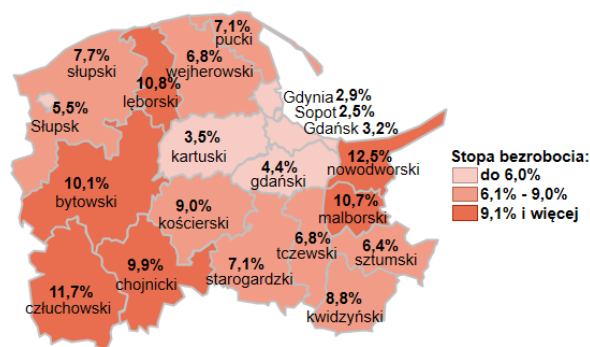 7,1%
pucki
7,7%
słupski
6,8%
wejherowski
10,8%
lęborski
5,5%
Słupsk
Gdynia 2,9%
Sopot 2,5%
Gdańsk 3,2%
3,5%
kartuski
4,4%
gdański
12,5%
nowodworski
10,1%
bytowski
9,0%
kościerski
10,7%
malborski
6,8%
tczewski
6,4%
sztumski
9,9%
chojnicki
7,1%
starogardzki
11,7%
człuchowski
8,8%
kwidzyński
Stopa bezrobocia:
do 6,0%
6,1% - 9,0%
9,1% i więcej